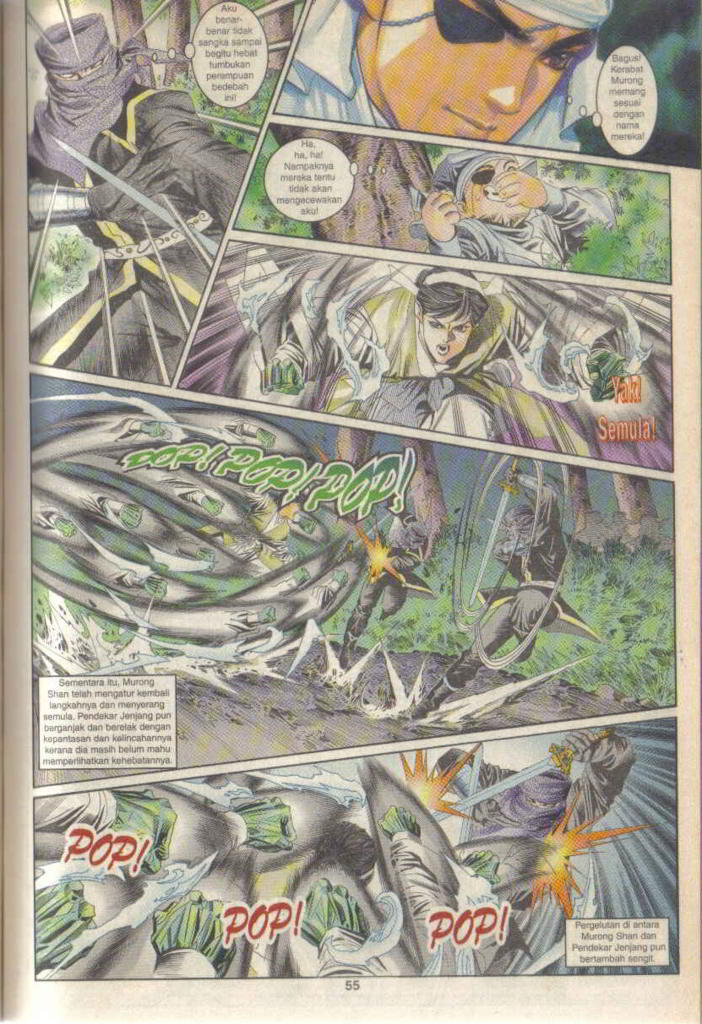 Aku
benar-
benar tidak
sangka sampai
begitu hebat
tumbukan
perempuan
bedebah
ini!
Bagus!
Kerabat
Murong
memang
sesuai
dengan
nama
mereka!
Ha,
ha, ha!
Nampaknya
mereka tentu
tidak akan
mengecewakan
aku!
Yak!
Semula!
POP! POP! POP!
Sementara itu, Murong
Shan telah mengatur kembali
langkahnya dan menyerang
semula. Pendekar Jenjang pun
berganjak dan berelak dengan
kepantasan dan kelincahannya
kerana dia masih belum mahu
memperlihatkan kehebatannya.
POP!
POP!
POP!
Pergelutan di antara
Murong Shan dan
Pendekar Jenjang pun
bertambah sengit.
55